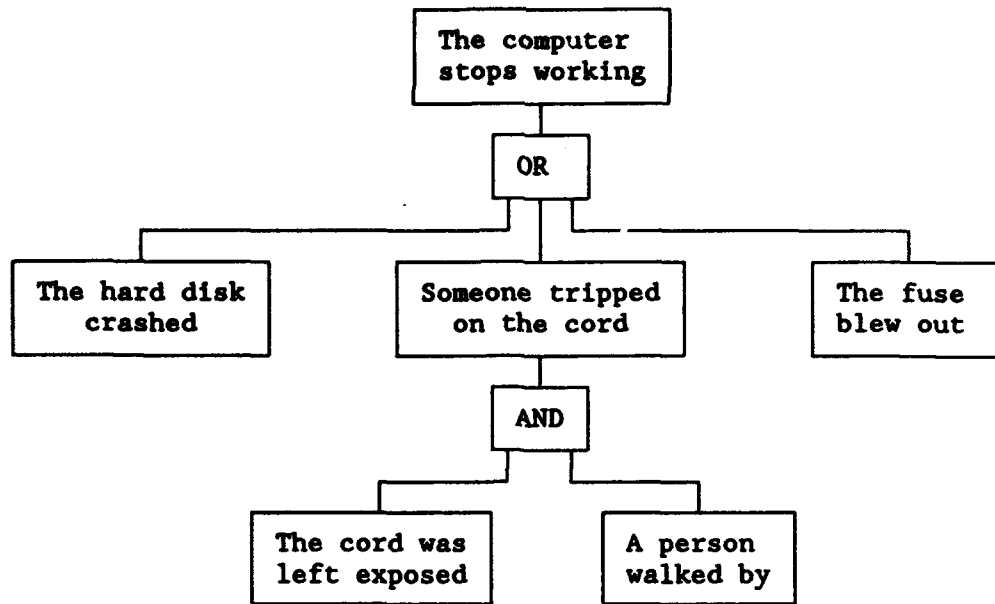 The computer
stops working
OR
The hard disk
crashed
Someone tripped
on the cord
The fuse
blew out
AND
The cord was
left exposed
A person
walked by